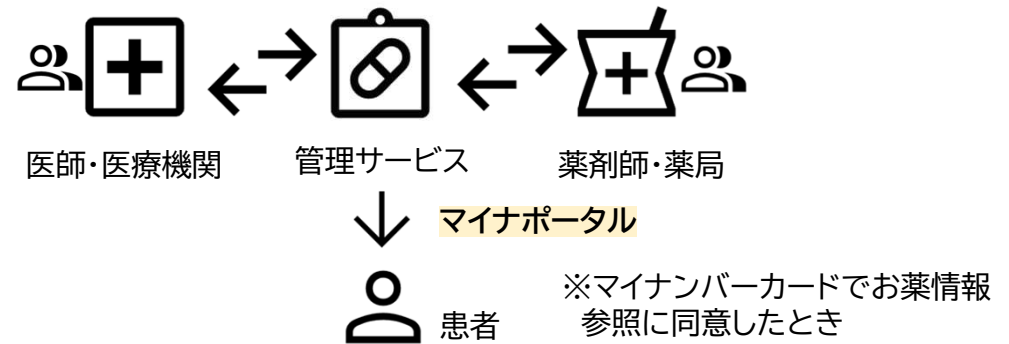 医師・医療機関
管理サービス
薬剤師・薬局
マイナポータル
患者
※マイナンバーカードでお薬情報
参照に同意したとき